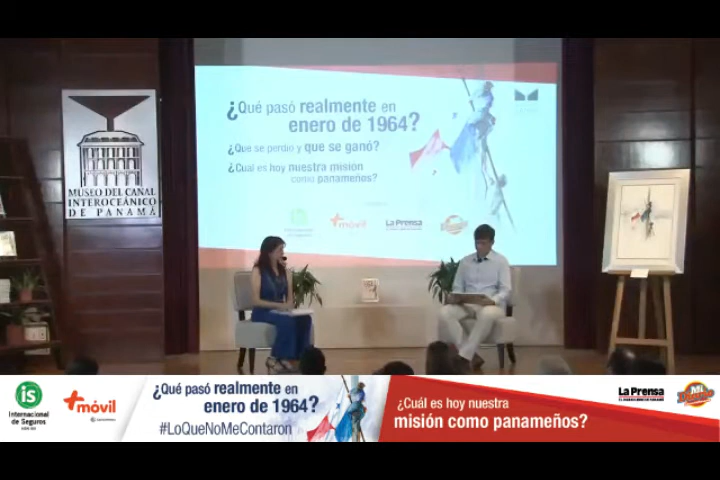 MUSEO DEL CANAL
INTEROCEÁNICO
DE PANAMÁ
¿Qué pasó realmente en
enero de 1964?
¿Qué se perdió y que se ganó?
¿Cuál es hoy nuestra misión
como panameños?
+móvil
La Prensa
is
Internacional
de Seguros
+móvil
¿Qué pasó realmente en
enero de 1964?
#LoQueNoMeContaron
¿Cuál es hoy nuestra
misión como panameños?
La Prensa
Mi